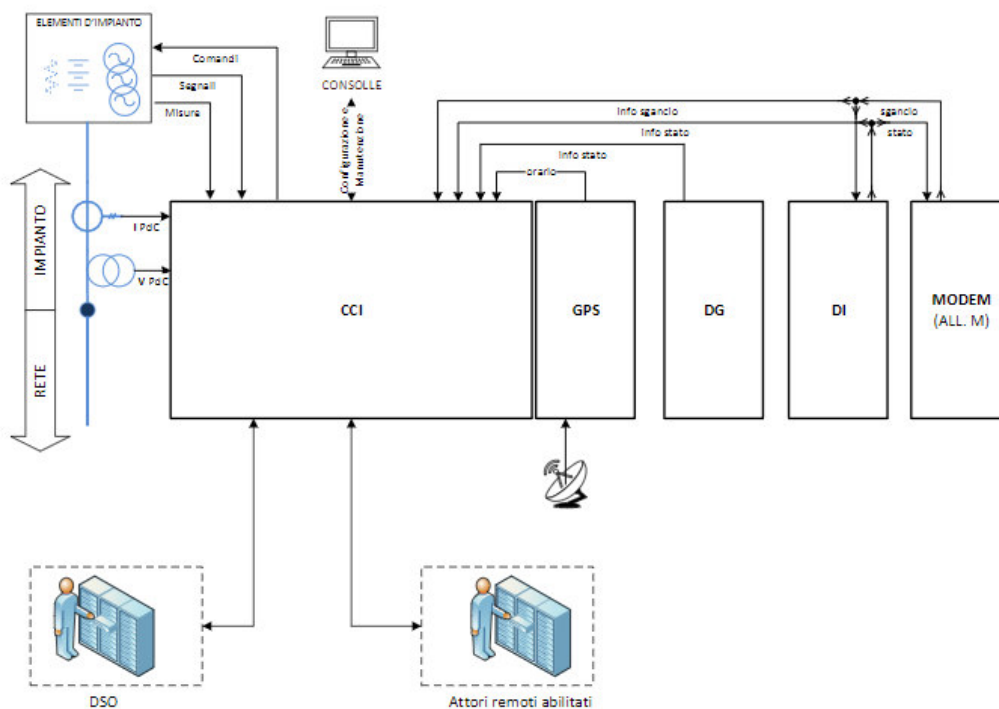 ELEMENTI D'IMPIANTO
Comandi
Segnali
Misure
CONSOLLE
Configurazione e
Manutenzione
Info sgancio
sgancio
Info stato
stato
Info stato
orario
I PdC
V PdC
IMPIANTO
RETE
CCI
GPS
DG
DI
MODEM
(ALL. M)
DSO
Attori remoti abilitati